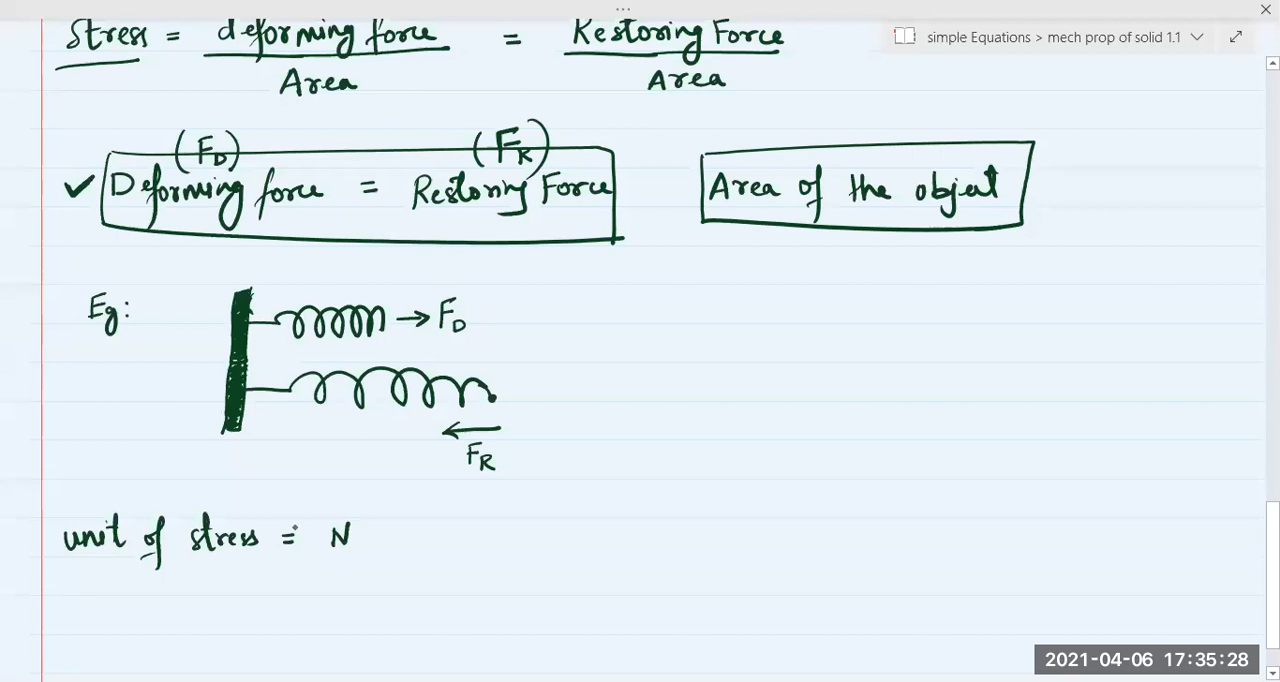 Stress = deforming force / Area = Restoring Force / Area
simple Equations > mech prop of solid 1.1
(F_D) (F_R)
Deforming force = Restoring Force
Area of the object
Eg:
F_D
F_R
unit of stress = N
2021-04-06 17:35:28